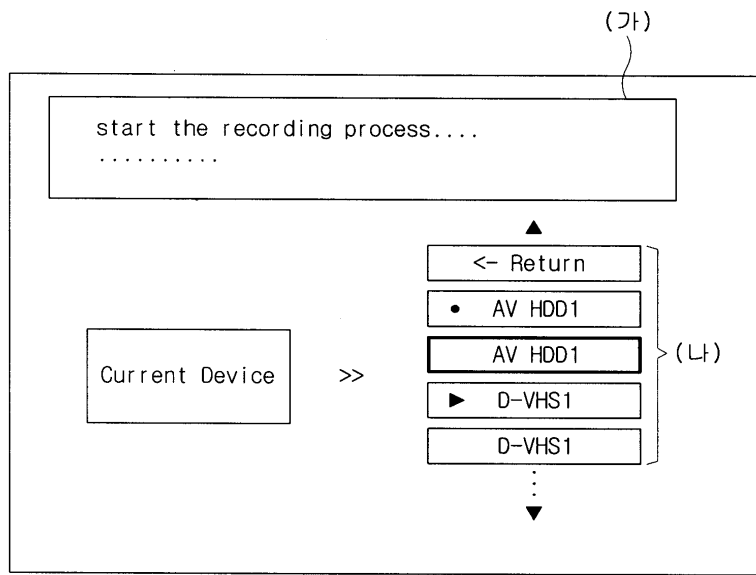 (가)
start the recording process....
..........
▲
<- Return
● AV HDD1
AV HDD1
Current Device >>
▶ D-VHS1
D-VHS1
(나)
▼